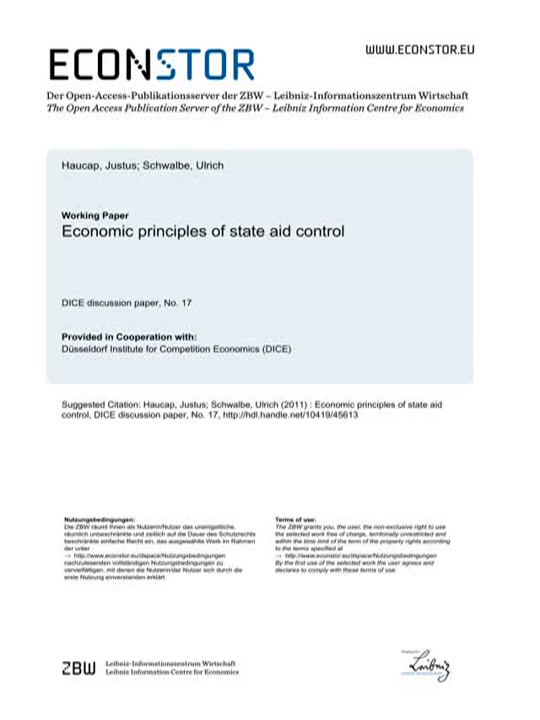 ECONSTOR
WWW.ECONSTOR.EU
Der Open-Access-Publikationsserver der ZBW – Leibniz-Informationszentrum Wirtschaft
The Open Access Publication Server of the ZBW – Leibniz Information Centre for Economics
Haucap, Justus; Schwalbe, Ulrich
Working Paper
Economic principles of state aid control
DICE discussion paper, No. 17
Provided in Cooperation with:
Düsseldorf Institute for Competition Economics (DICE)
Suggested Citation: Haucap, Justus; Schwalbe, Ulrich (2011) : Economic principles of state aid
control, DICE discussion paper, No. 17, http://hdl.handle.net/10419/45613
Nutzungsbedingungen:
Die ZBW räumt Ihnen als Nutzerin/Nutzer das unentgeltliche,
räumlich unbeschränkte und zeitlich auf die Dauer des Schutzrechts
beschränkte einfache Recht ein, das ausgewählte Werk im Rahmen
der unter
→ http://www.econstor.eu/dspace/Nutzungsbedingungen
nachzulesenden vollständigen Nutzungsbedingungen zu
vervielfältigen, mit denen die Nutzerin/der Nutzer sich durch die
erste Nutzung einverstanden erklärt.
Terms of use:
The ZBW grants you, the user, the non-exclusive right to use
the selected work free of charge, territorially unrestricted and
within the time limit of the term of the property rights according
to the terms specified at
→ http://www.econstor.eu/dspace/Nutzungsbedingungen
By the first use of the selected work the user agrees and
declares to comply with these terms of use.
ZBW
Leibniz-Informationszentrum Wirtschaft
Leibniz Information Centre for Economics
Leibniz